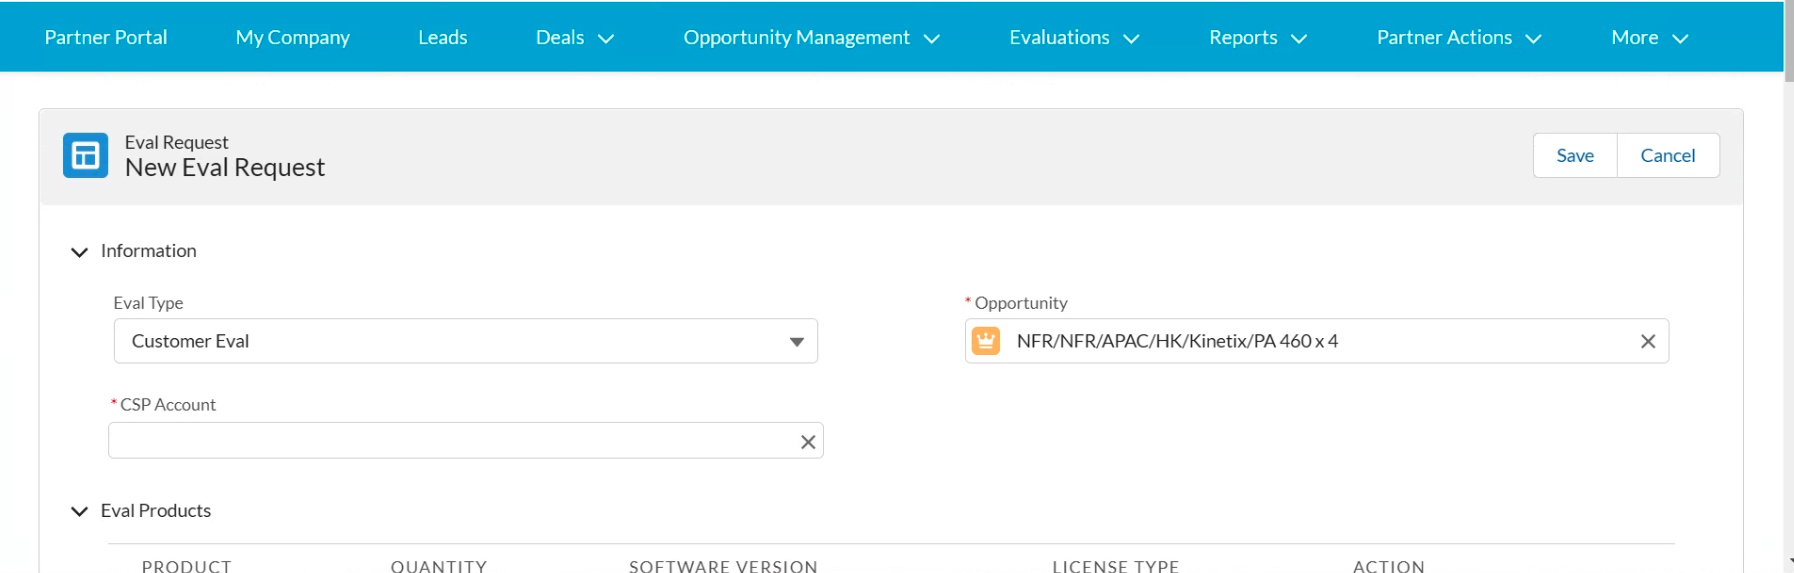 Partner Portal My Company Leads Deals Opportunity Management Evaluations Reports Partner Actions More
Eval Request
New Eval Request
Save Cancel
Information
Eval Type
Customer Eval
* Opportunity
NFR/NFR/APAC/HK/Kinetix/PA 460 x 4
* CSP Account
Eval Products
PRODUCT QUANTITY SOFTWARE VERSION LICENSE TYPE ACTION